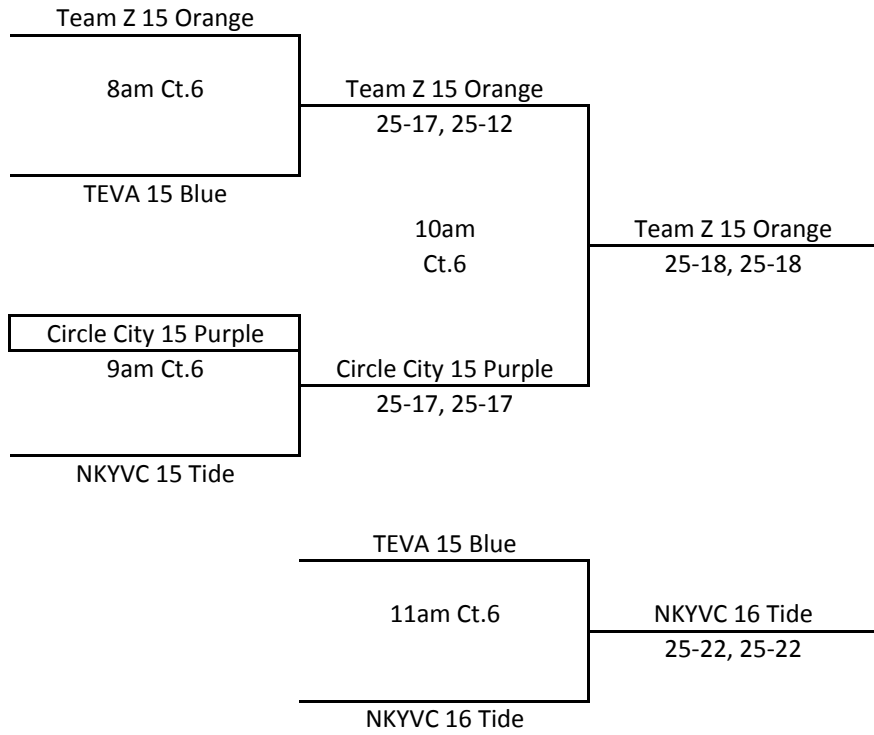 Team Z 15 Orange
8am Ct.6
Team Z 15 Orange
25-17, 25-12
TEVA 15 Blue
10am
Ct.6
Team Z 15 Orange
25-18, 25-18
Circle City 15 Purple
9am Ct.6
Circle City 15 Purple
25-17, 25-17
NKYVC 15 Tide
TEVA 15 Blue
11am Ct.6
NKYVC 16 Tide
25-22, 25-22
NKYVC 16 Tide